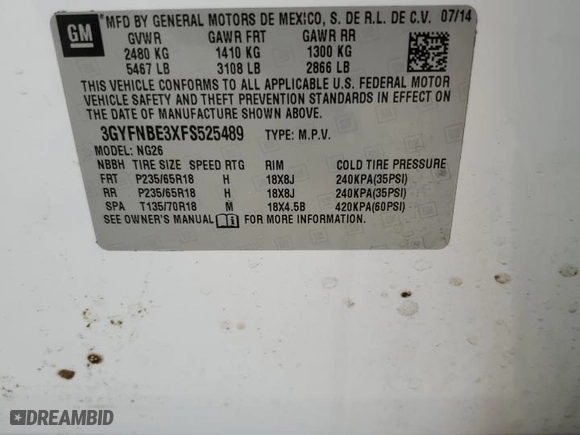 GM
MFD BY GENERAL MOTORS DE MEXICO, S. DE R.L. DE C.V. 07/14
GVWR GAWR FRT GAWR RR
2480 KG 1410 KG 1300 KG
5467 LB 3108 LB 2866 LB
THIS VEHICLE CONFORMS TO ALL APPLICABLE U.S. FEDERAL MOTOR
VEHICLE SAFETY AND THEFT PREVENTION STANDARDS IN EFFECT ON
THE DATE OF MANUFACTURE SHOWN ABOVE.
3GYFNBE3XFS525489 TYPE: M.P.V.
MODEL: NG26
NBBH TIRE SIZE SPEED RTG RIM COLD TIRE PRESSURE
FRT P235/65R18 H 18X8J 240KPA(35PSI)
RR P235/65R18 H 18X8J 240KPA(35PSI)
SPA T135/70R18 M 18X4.5B 420KPA(60PSI)
SEE OWNER'S MANUAL FOR MORE INFORMATION.
DREAMBID